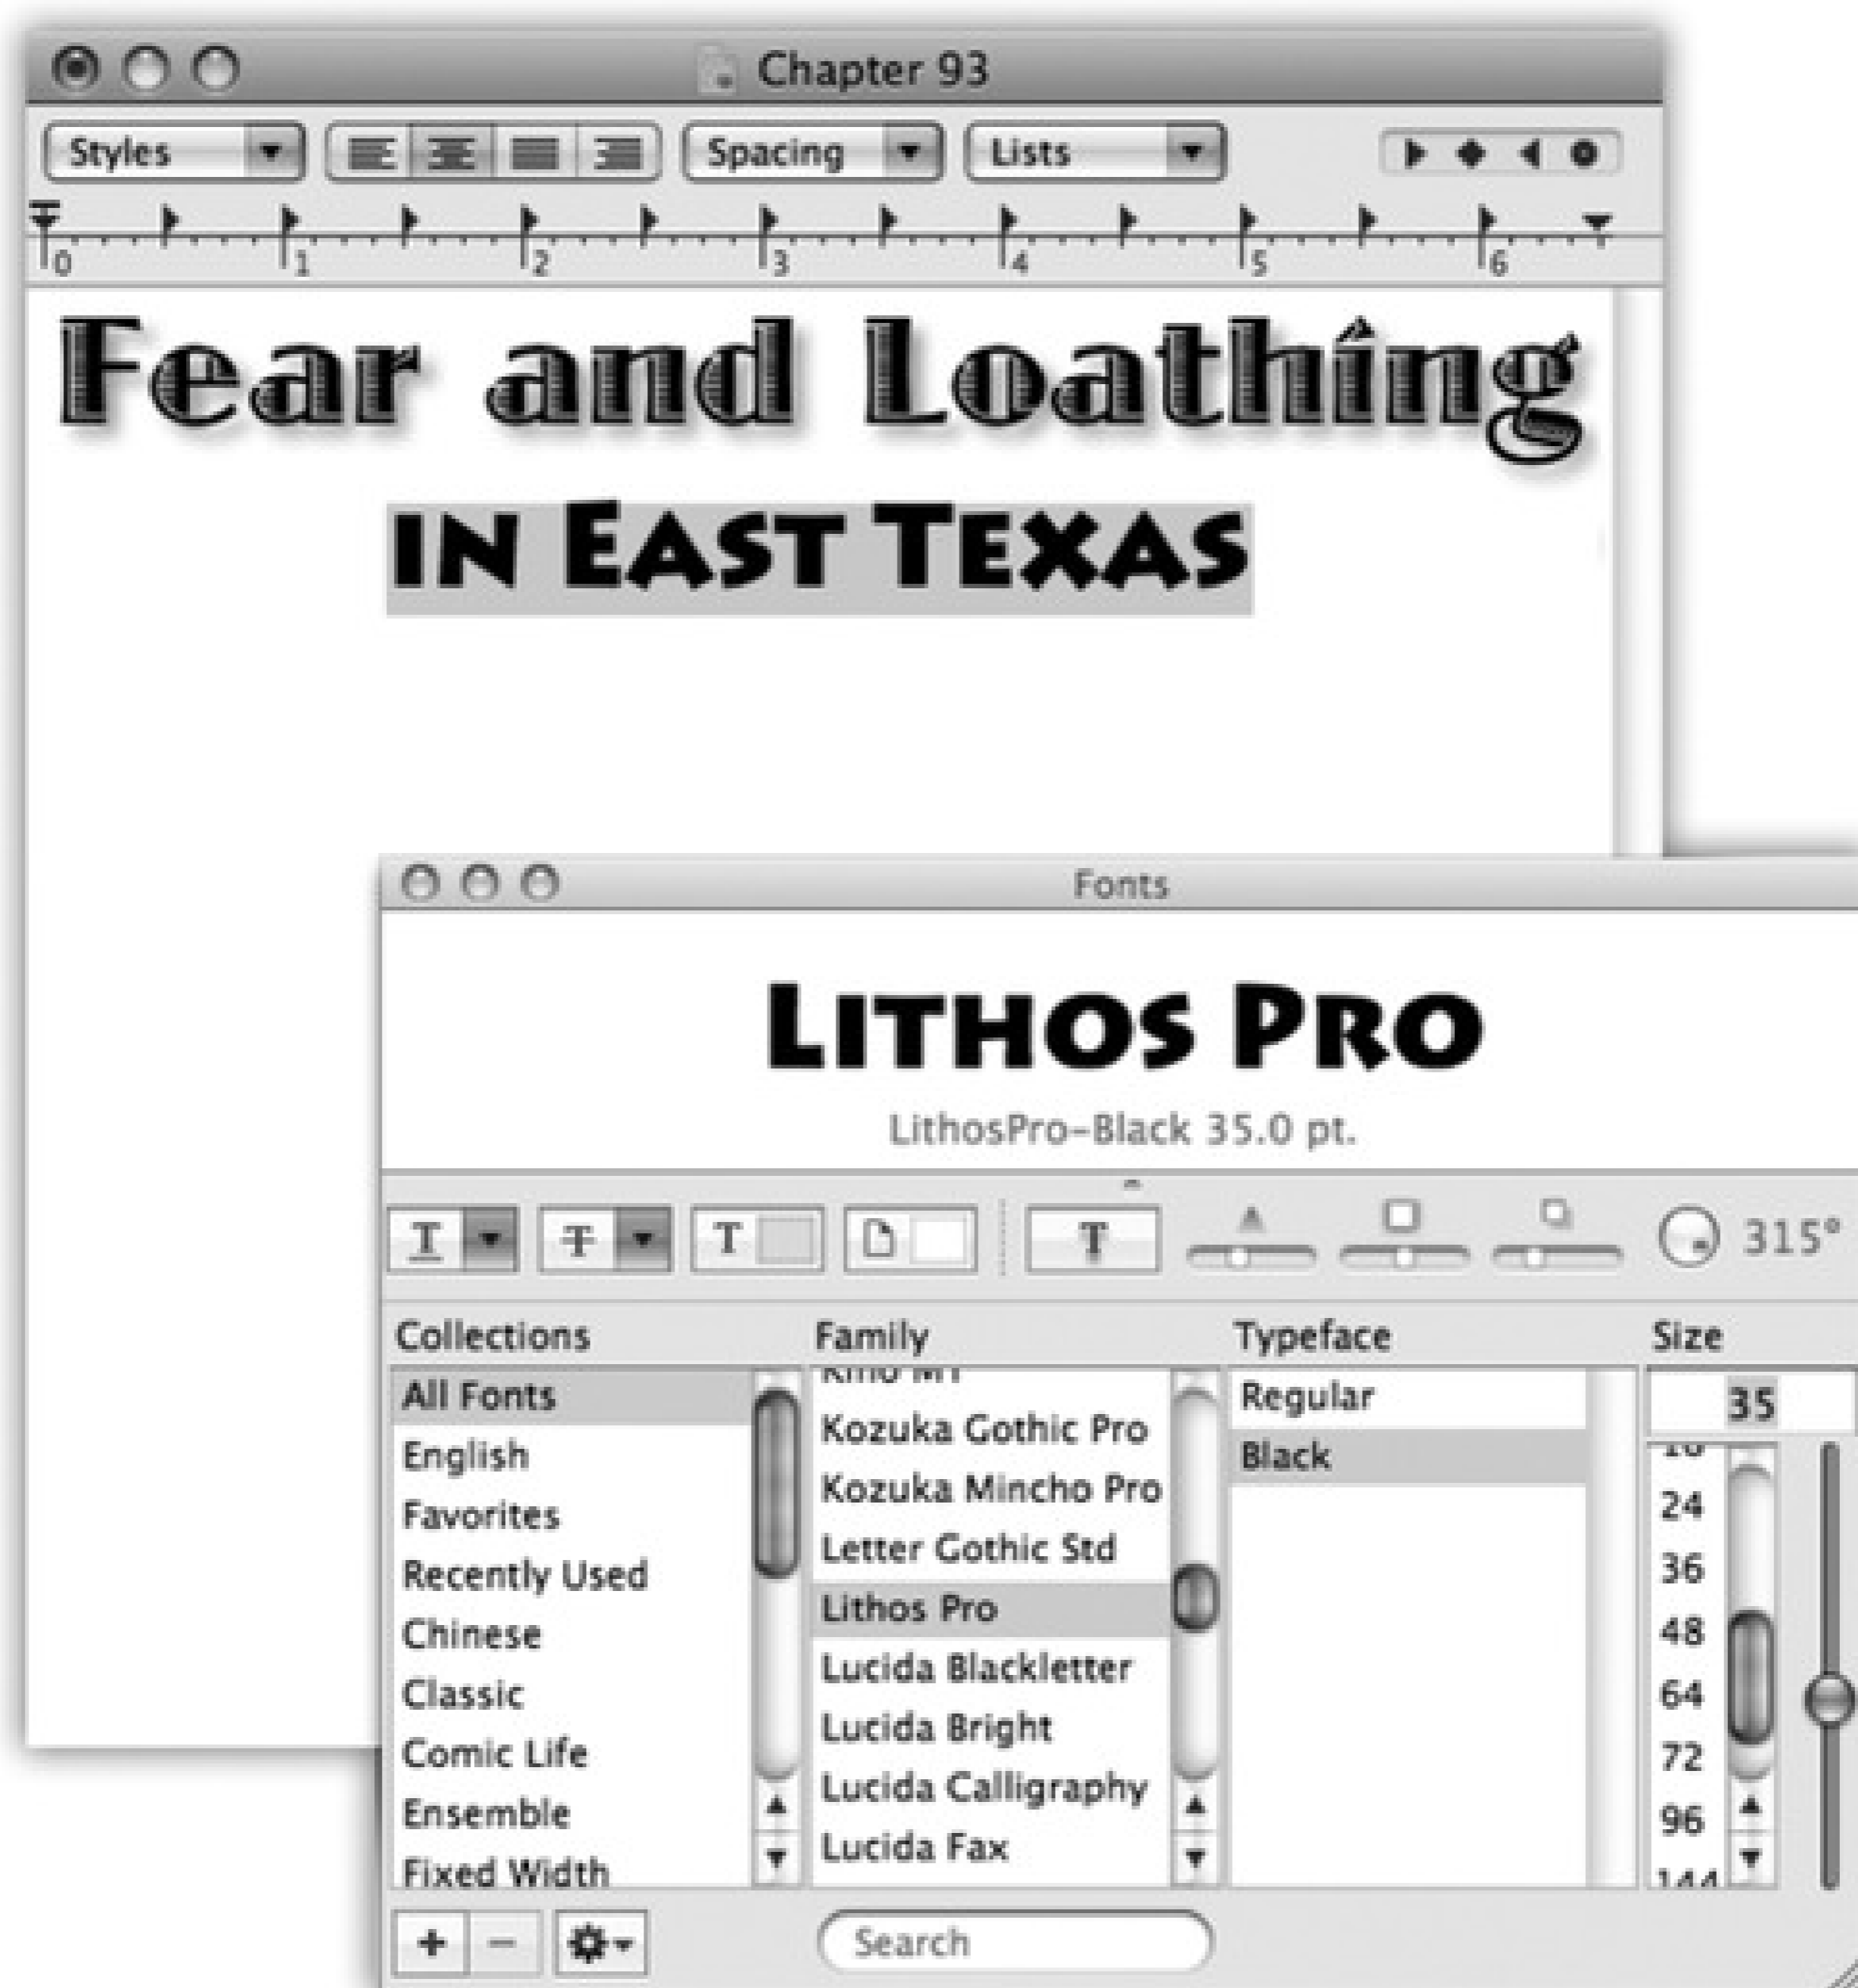 Chapter 93
Styles Spacing Lists
0 1 2 3 4 5 6
Fear and Loathing
in East Texas
Fonts
Lithos Pro
LithosPro-Black 35.0 pt.
T T T T 315°
Collections Family Typeface Size
All Fonts
English
Favorites
Recently Used
Chinese
Classic
Comic Life
Ensemble
Fixed Width
Kozuka Gothic Pro
Kozuka Mincho Pro
Letter Gothic Std
Lithos Pro
Lucida Blackletter
Lucida Bright
Lucida Calligraphy
Lucida Fax
Regular
Black
35
24
36
48
64
72
96
144
Search